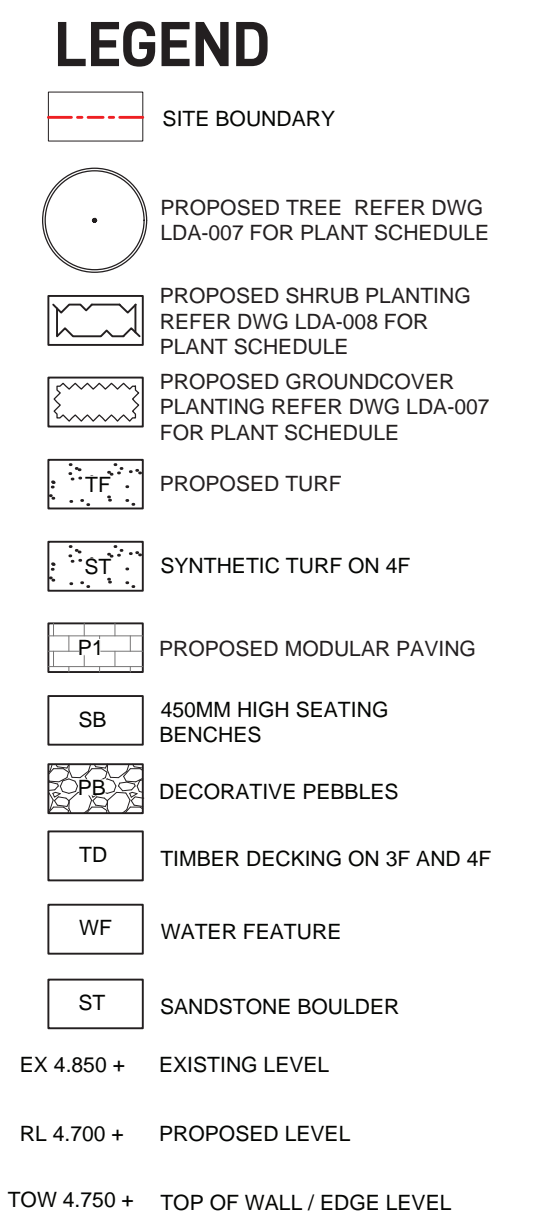 LEGEND
SITE BOUNDARY
PROPOSED TREE  REFER DWG
LDA-007 FOR PLANT SCHEDULE
PROPOSED SHRUB PLANTING
REFER DWG LDA-008 FOR
PLANT SCHEDULE
PROPOSED GROUNDCOVER
PLANTING REFER DWG LDA-007
FOR PLANT SCHEDULE
TF PROPOSED TURF
ST SYNTHETIC TURF ON 4F
P1 PROPOSED MODULAR PAVING
SB 450MM HIGH SEATING
BENCHES
PB DECORATIVE PEBBLES
TD TIMBER DECKING ON 3F AND 4F
WF WATER FEATURE
ST SANDSTONE BOULDER
EX 4.850 + EXISTING LEVEL
RL 4.700 + PROPOSED LEVEL
TOW 4.750 + TOP OF WALL / EDGE LEVEL